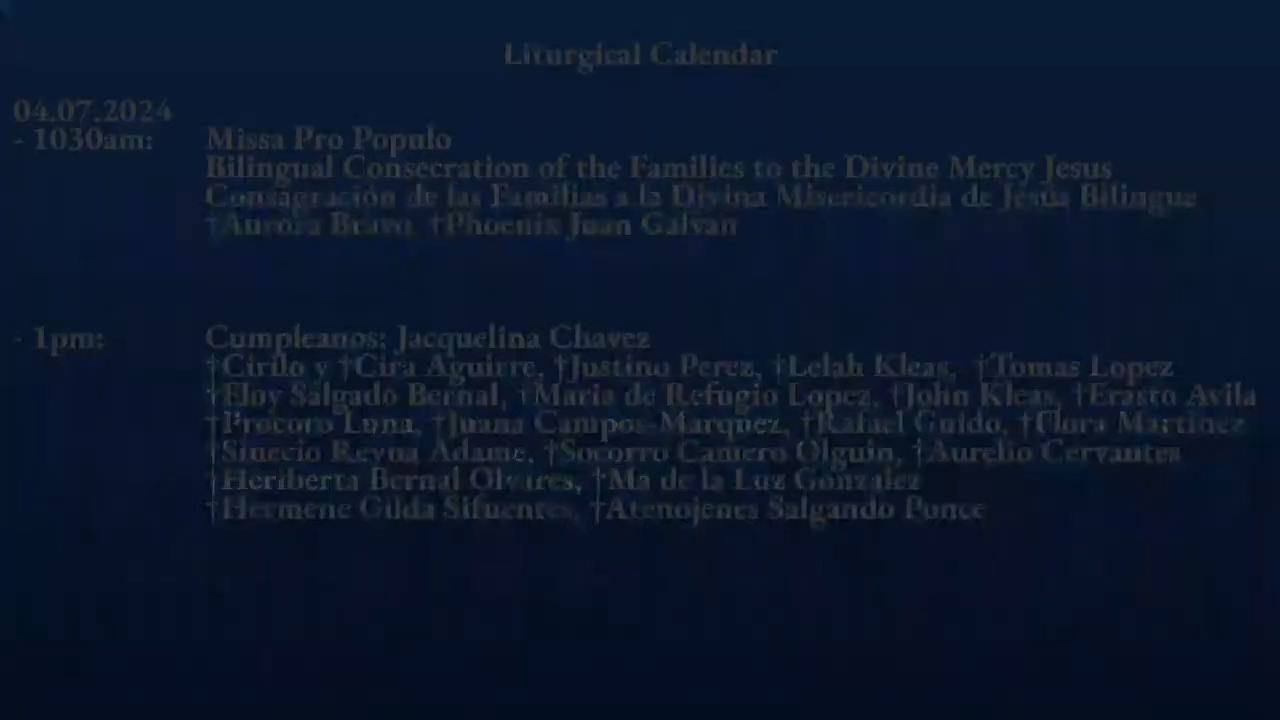 Liturgical Calendar
04.07.2024
- 1030am: Missa Pro Populo
Bilingual Consecration of the Families to the Divine Mercy Jesus
Consagración de las Familias a la Divina Misericordia de Jesús Bilingue
†Aurora Bravo, †Phoenix Juan Galvan
- 1pm: Cumpleanos: Jacquelina Chavez
†Cirilo y †Cira Aguirre, †Justino Perez, †Lelah Kleas, †Tomas Lopez
†Eloy Salgado Bernal, †Maria de Refugio Lopez, †John Kleas, †Erasto Avila
†Procoro Luna, †Juana Campos-Marquez, †Rafael Guido, †Flora Martinez
Reyna Adame, †Socorro Camero Olguin, †Aurelio Cervantes
†Heriberta Bernal Olvares, †Ma de la Luz Gonzalez
†Hermene Gilda Sifuentes, †Atenojenes Salgando Ponce